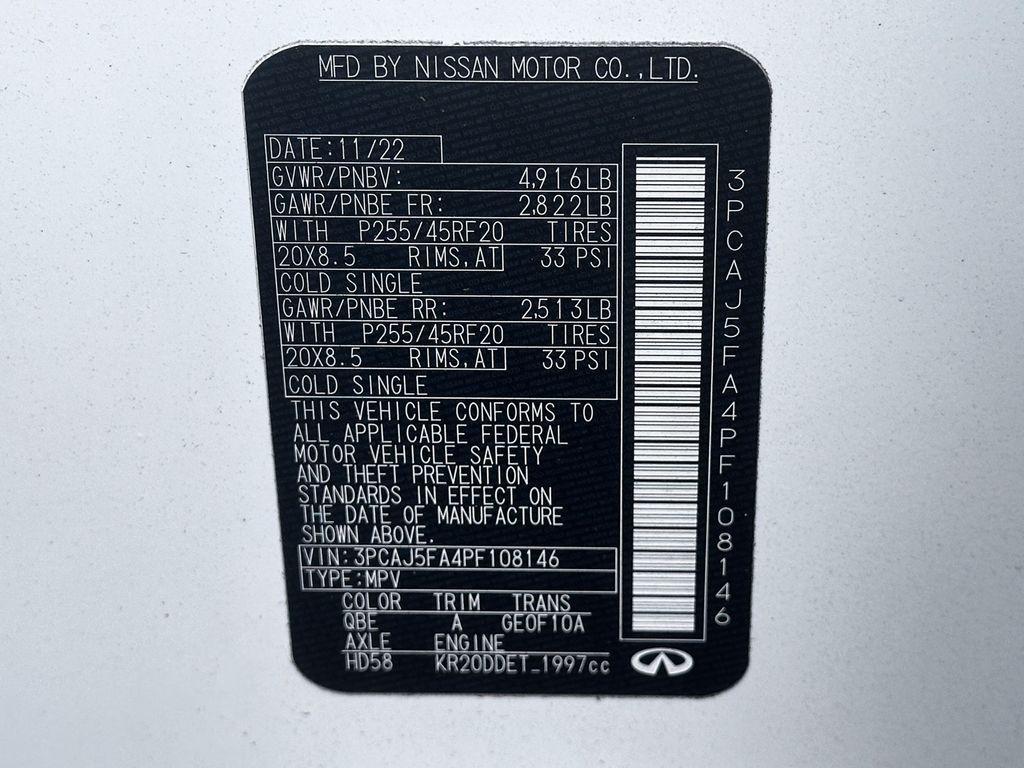 MFD BY NISSAN MOTOR CO.,LTD.
DATE:11/22
GVWR/PNBV: 4,916LB
GAWR/PNBE FR: 2,822LB
WITH P255/45RF20 TIRES
20X8.5 RIMS,AT 33 PSI
COLD SINGLE
GAWR/PNBE RR: 2,513LB
WITH P255/45RF20 TIRES
20X8.5 RIMS,AT 33 PSI
COLD SINGLE
THIS VEHICLE CONFORMS TO
ALL APPLICABLE FEDERAL
MOTOR VEHICLE SAFETY
AND THEFT PREVENTION
STANDARDS IN EFFECT ON
THE DATE OF MANUFACTURE
SHOWN ABOVE.
VIN:3PCAJ5FA4PF108146
TYPE:MPV
COLOR TRIM TRANS
QBE A GE0F10A
AXLE ENGINE
HD58 KR20DDET_1997cc
3PCAJ5FA4PF108146